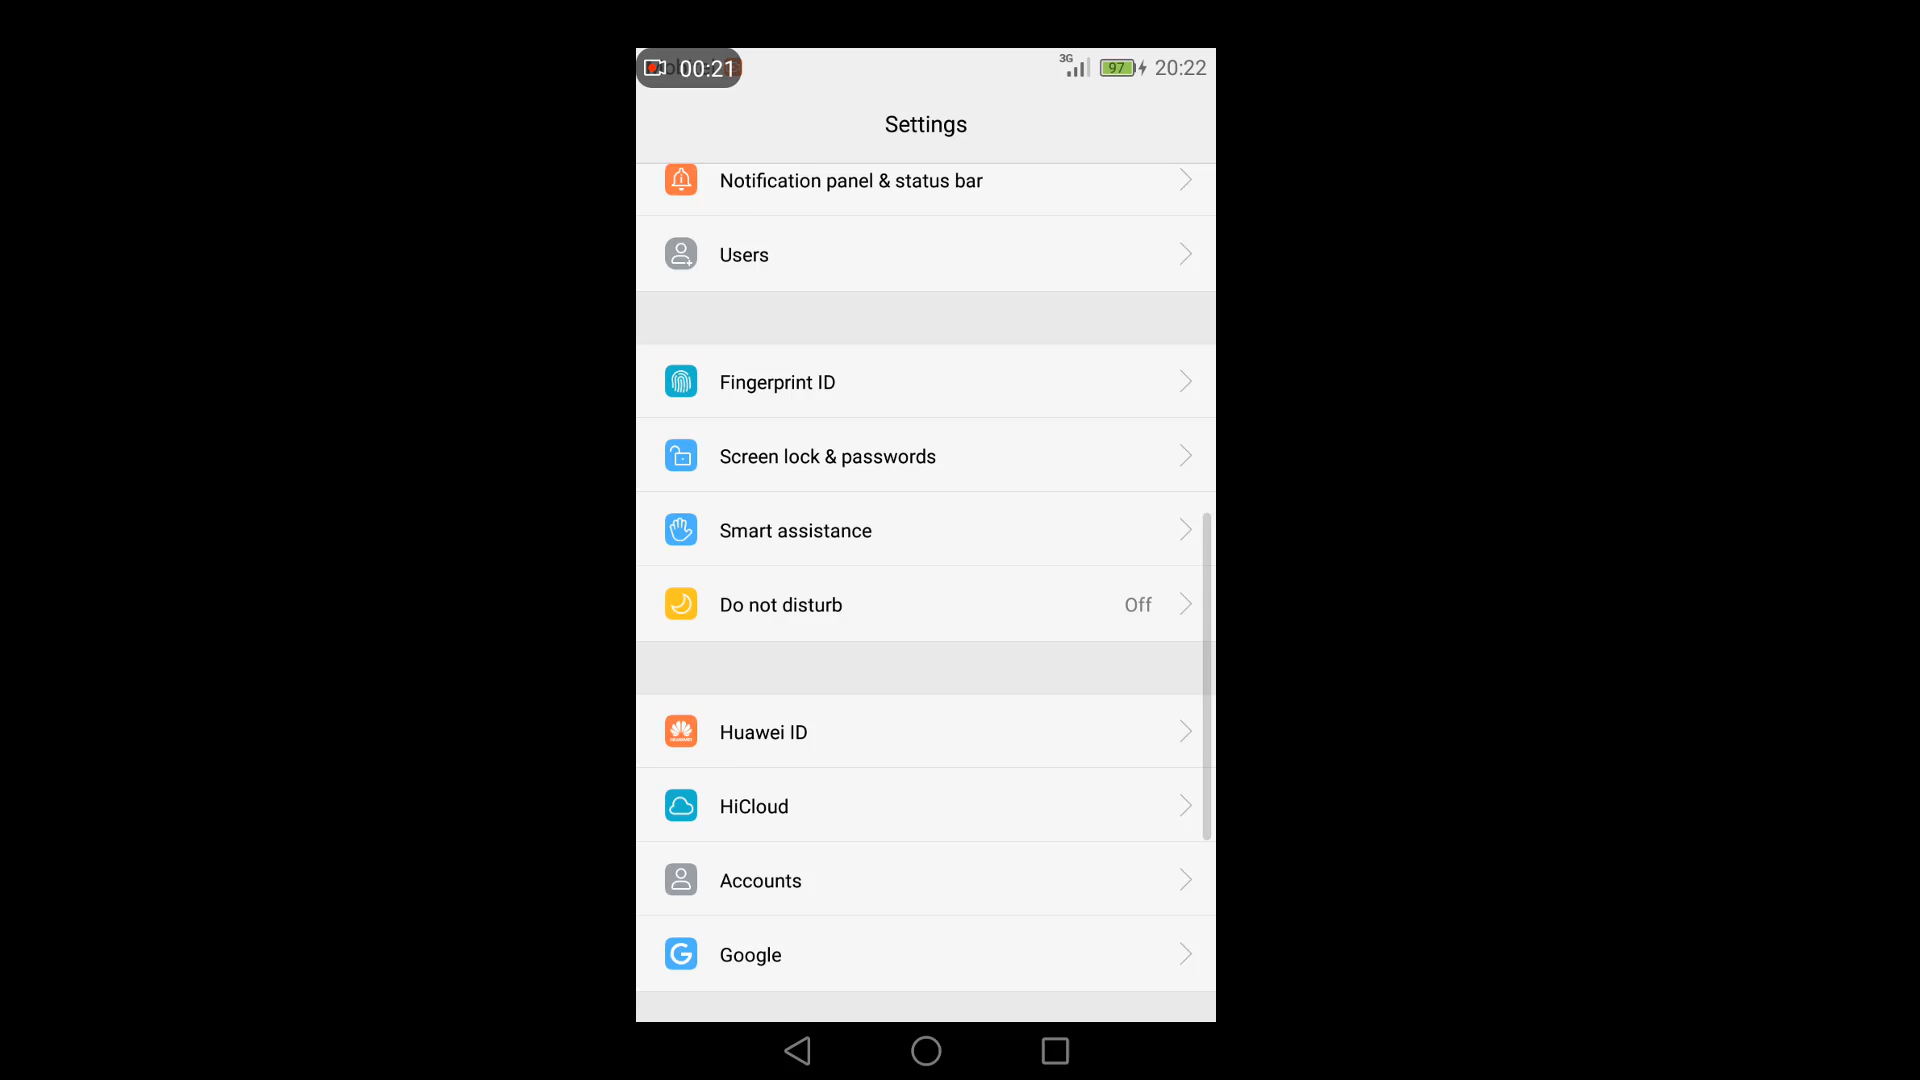 00:21
3G 97 20:22
Settings
Notification panel & status bar
Users
Fingerprint ID
Screen lock & passwords
Smart assistance
Do not disturb Off
Huawei ID
HiCloud
Accounts
Google